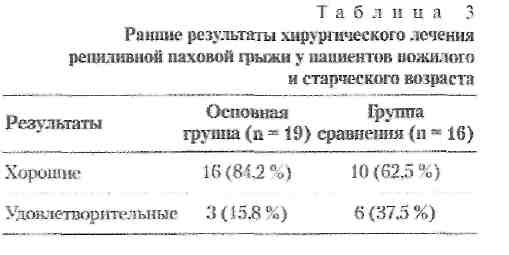 Таблица 3
Ранние результаты хирургического лечения
рецидивной паховой грыжи у пациентов пожилого
и старческого возраста
Результаты Основная группа (n = 19) Группа сравнения (n = 16)
Хорошие 16 (84,2 %) 10 (62,5 %)
Удовлетворительные 3 (15,8 %) 6 (37,5 %)